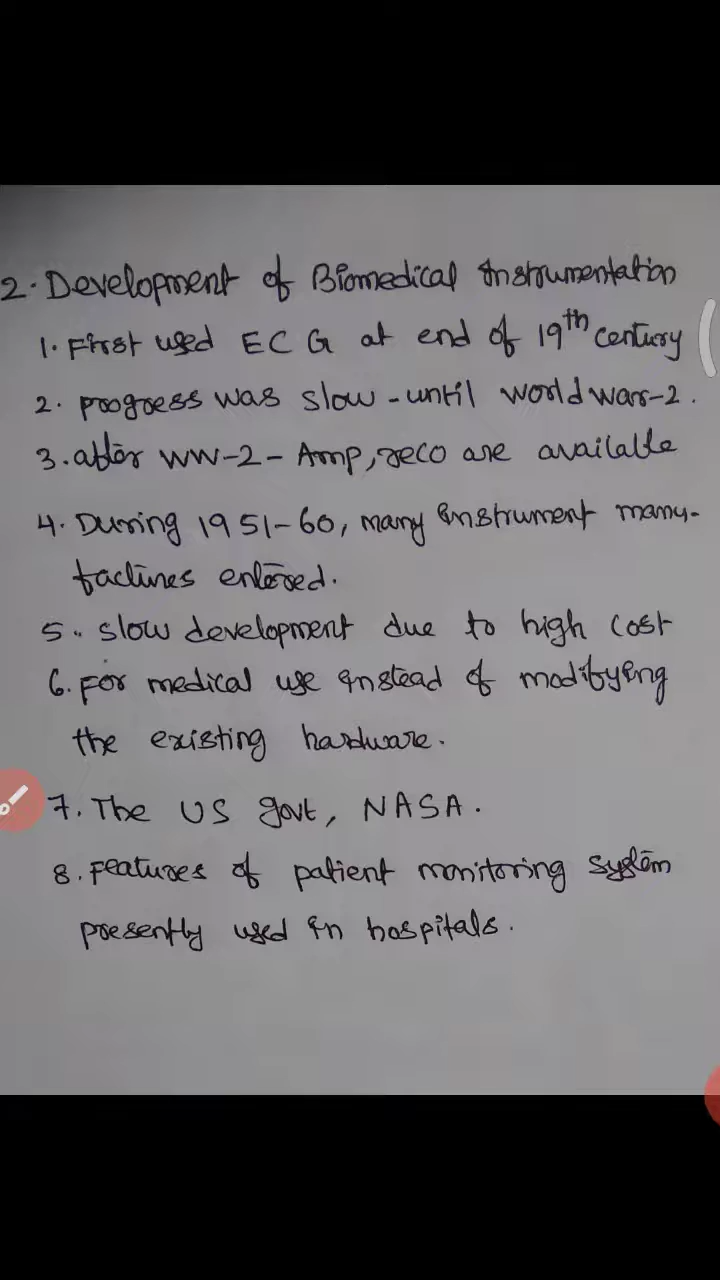 2. Development of Biomedical Instrumentation
1. First used ECG at end of 19th century
2. progress was slow - until world war-2.
3. after WW-2 - Amp, reco are available
4. During 1951-60, many instrument manu-
factures entered.
5. slow development due to high cost
6. For medical use instead of modifying
the existing hardware.
7. The US govt, NASA.
8. Features of patient monitoring system
presently used in hospitals.